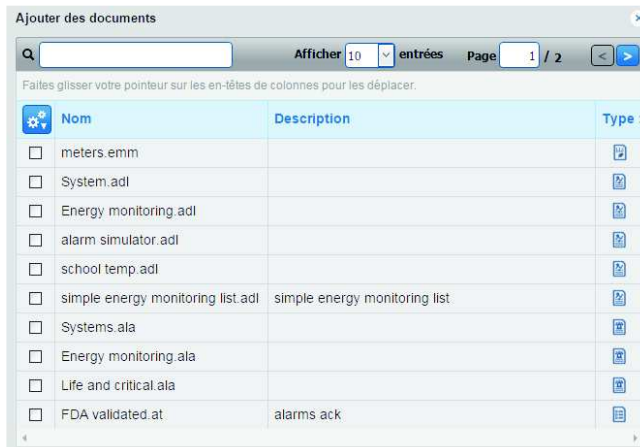 Ajouter des documents
Afficher 10 entrées Page 1 / 2 < >
Faites glisser votre pointeur sur les en-têtes de colonnes pour les déplacer.
Nom Description Type
meters.emm
System.adl
Energy monitoring.adl
alarm simulator.adl
school temp.adl
simple energy monitoring list.adl simple energy monitoring list
Systems.ala
Energy monitoring.ala
Life and critical.ala
FDA validated.at alarms ack